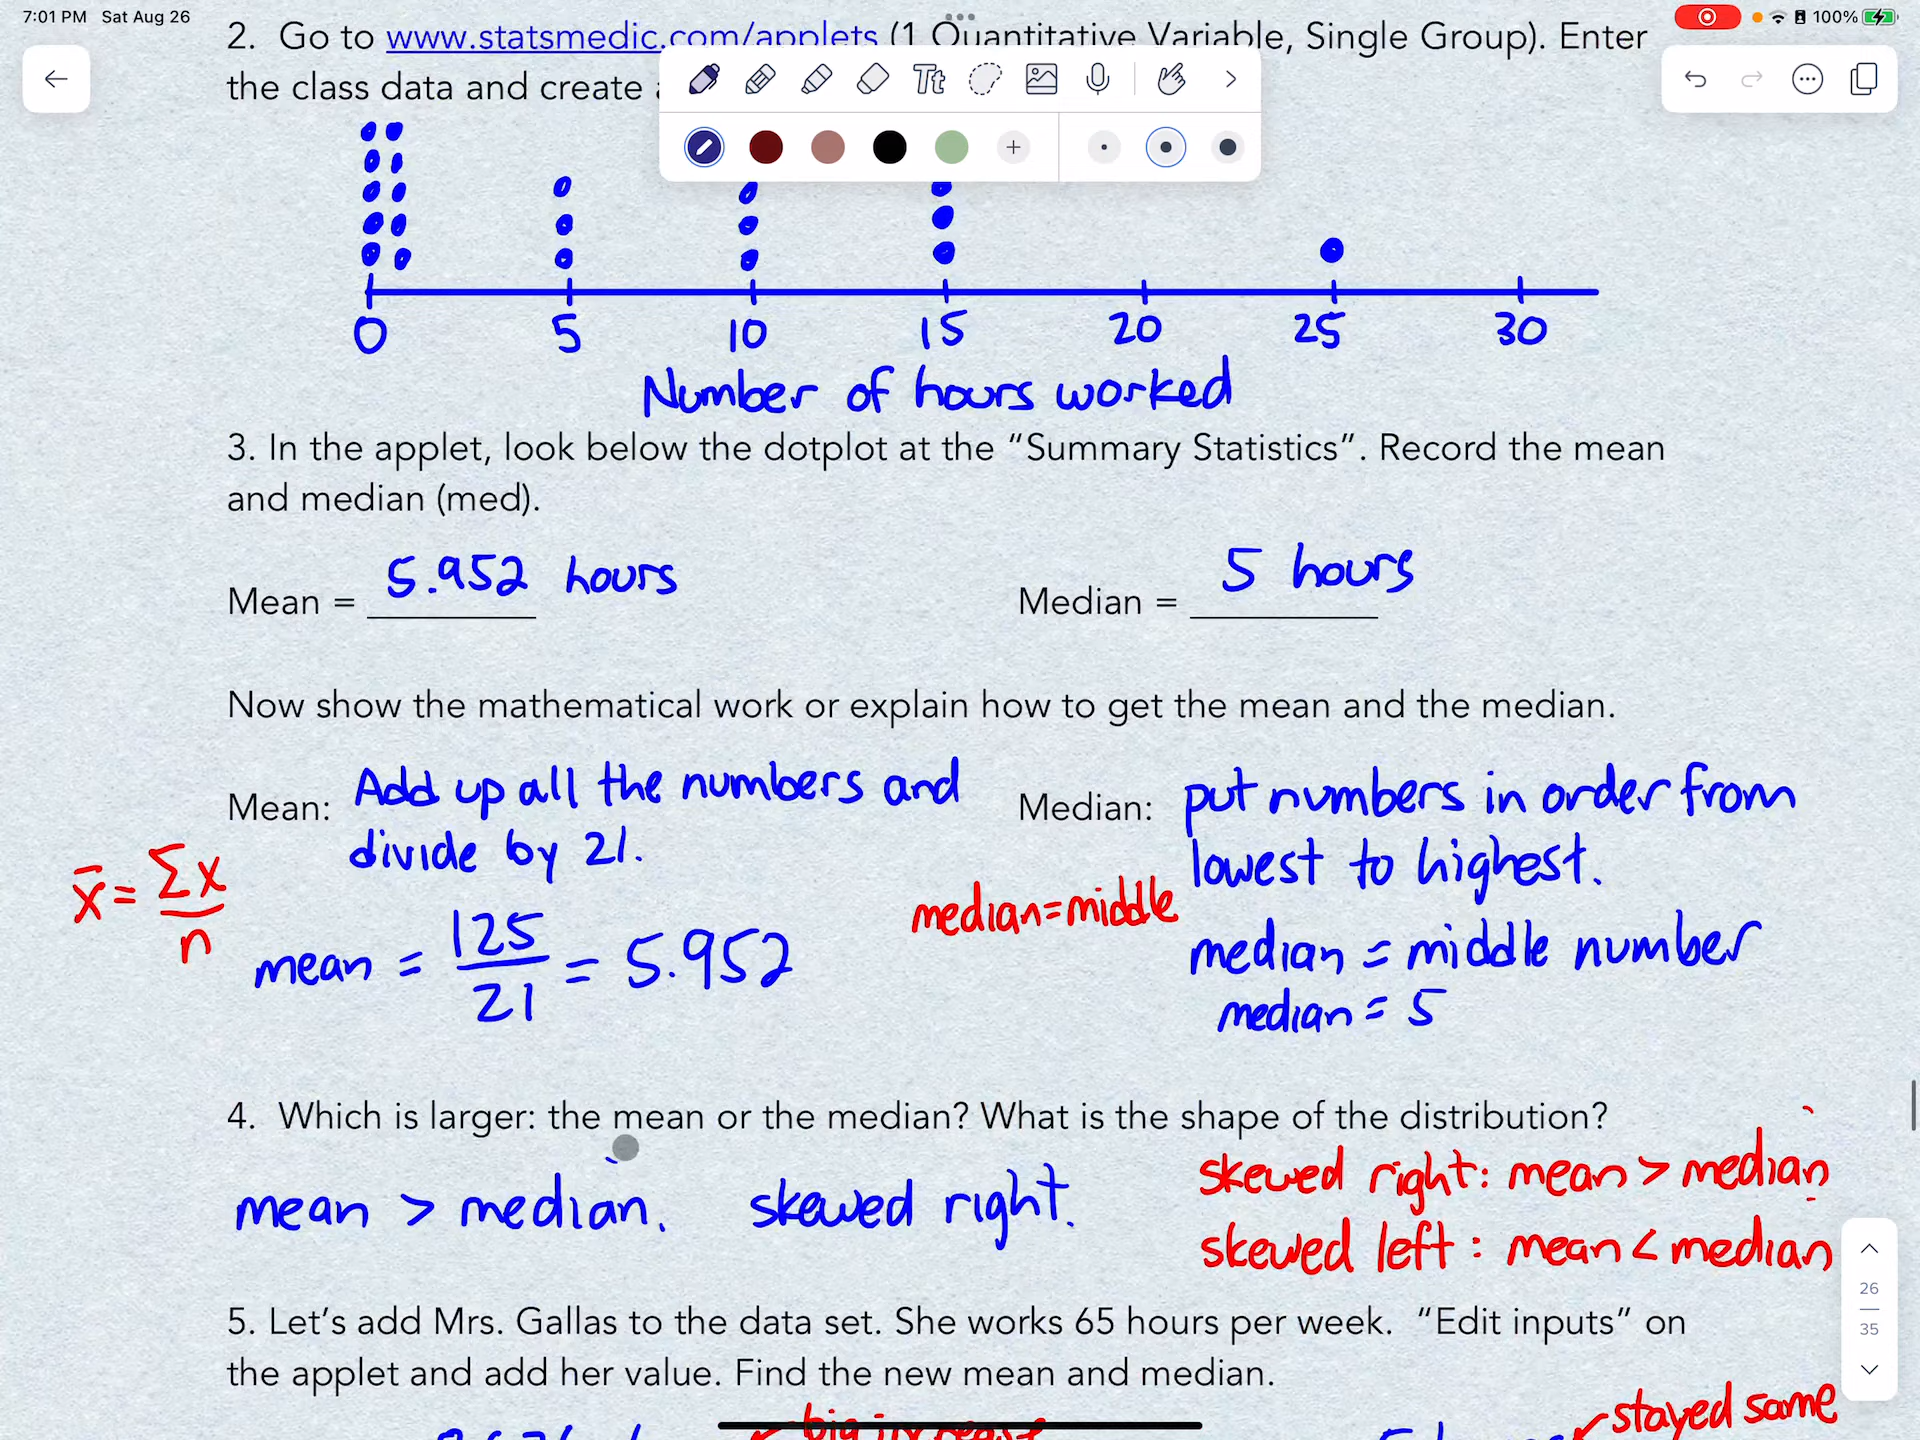 7:01 PM Sat Aug 26
100%
2. Go to www.statsmedic.com/applets (1 Quantitative Variable, Single Group). Enter
the class data and create
Tt
0 5 10 15 20 25 30
Number of hours worked
3. In the applet, look below the dotplot at the “Summary Statistics”. Record the mean
and median (med).
Mean = 5.952 hours
Median = 5 hours
Now show the mathematical work or explain how to get the mean and the median.
Mean: Add up all the numbers and
divide by 21.
x̄ = Σx/n
mean = 125/21 = 5.952
Median: put numbers in order from
lowest to highest.
median=middle
median = middle number
median = 5
4. Which is larger: the mean or the median? What is the shape of the distribution?
mean > median. skewed right.
skewed right: mean > median
skewed left: mean < median
26
35
5. Let’s add Mrs. Gallas to the data set. She works 65 hours per week. “Edit inputs” on
the applet and add her value. Find the new mean and median.
big increase
stayed same